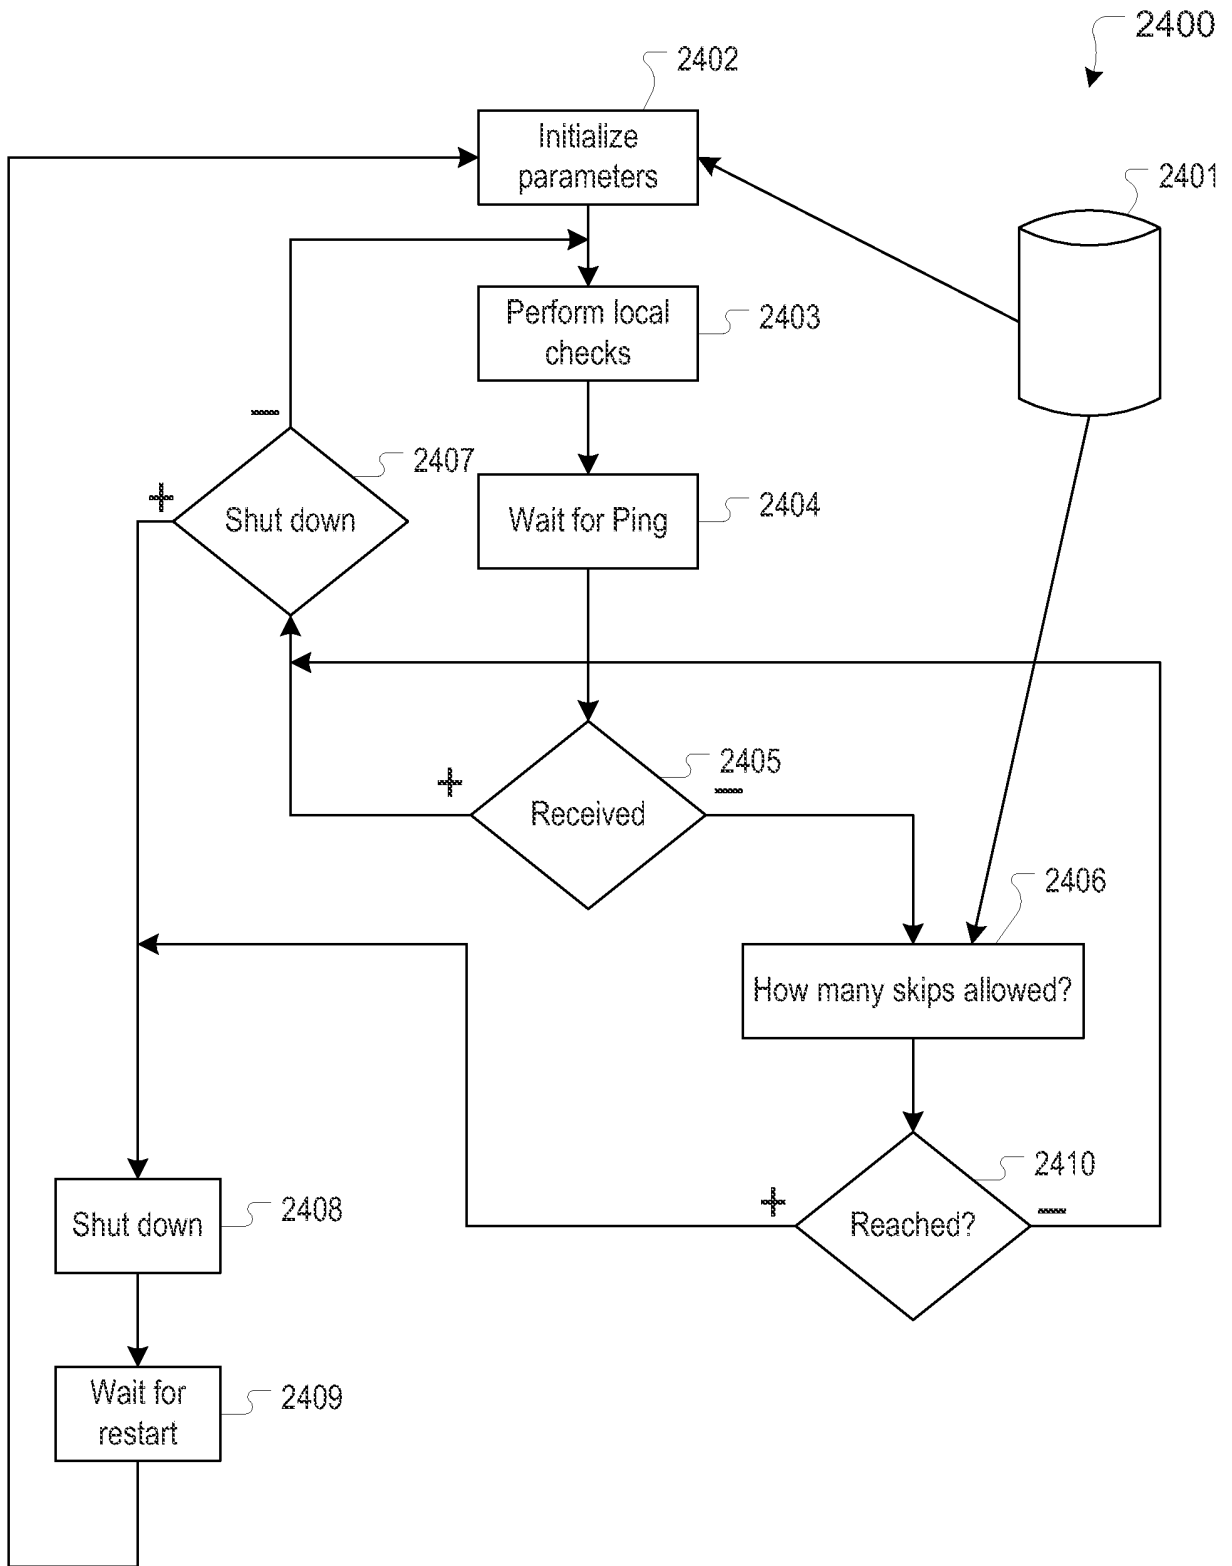 2400
2402
Initialize
parameters
2401
Perform local
checks
2403
−
2407
+
Shut down
Wait for Ping
2404
2405
+
−
Received
2406
How many skips allowed?
2410
+
−
Reached?
Shut down
2408
Wait for
restart
2409